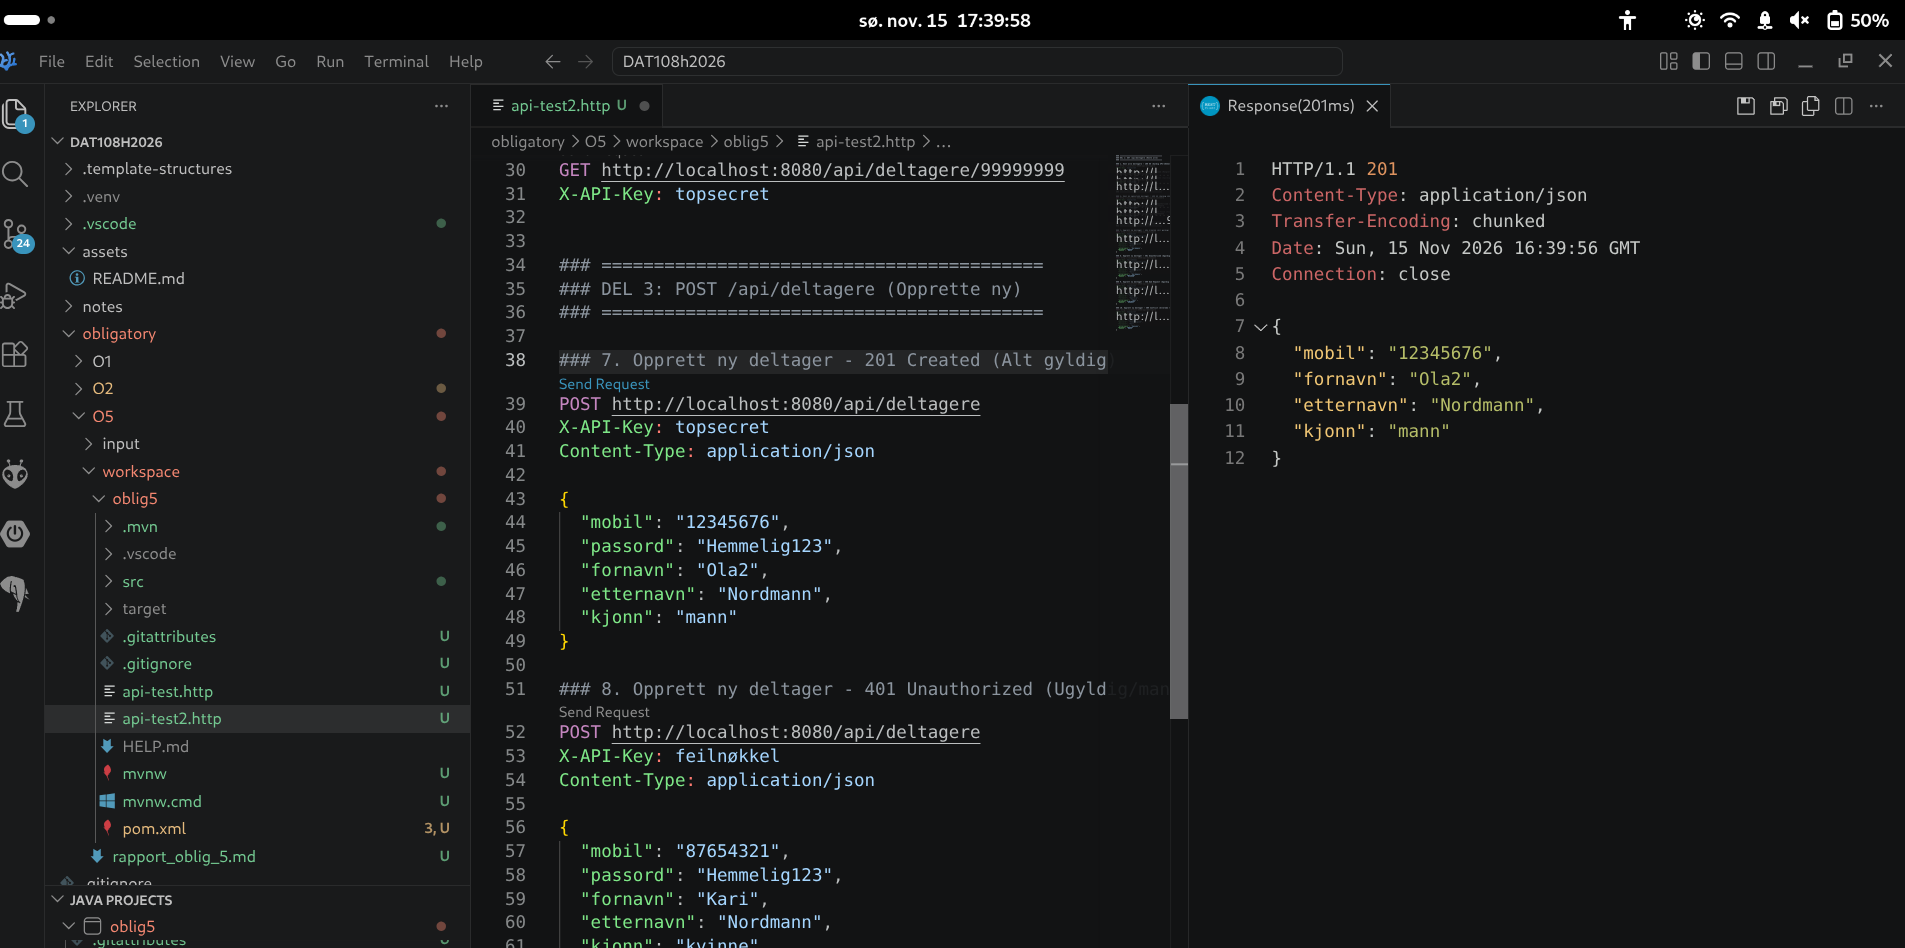 sø. nov. 15 17:39:58
50%
File Edit Selection View Go Run Terminal Help
DAT108h2026
EXPLORER
1
24
DAT108H2026
.template-structures
.venv
.vscode
assets
README.md
notes
obligatory
O1
O2
O5
input
workspace
oblig5
.mvn
.vscode
src
target
.gitattributes U
.gitignore U
api-test.http U
api-test2.http U
HELP.md
mvnw U
mvnw.cmd U
pom.xml 3, U
rapport_oblig_5.md U
.gitignore
JAVA PROJECTS
oblig5
.gitattributes U
api-test2.http U
obligatory > O5 > workspace > oblig5 > api-test2.http > ...
30 GET http://localhost:8080/api/deltagere/99999999
31 X-API-Key: topsecret
32
33
34 ### ==========================================
35 ### DEL 3: POST /api/deltagere (Opprette ny)
36 ### ==========================================
37
38 ### 7. Opprett ny deltager - 201 Created (Alt gyldig)
Send Request
39 POST http://localhost:8080/api/deltagere
40 X-API-Key: topsecret
41 Content-Type: application/json
42
43 {
44 "mobil": "12345676",
45 "passord": "Hemmelig123",
46 "fornavn": "Ola2",
47 "etternavn": "Nordmann",
48 "kjonn": "mann"
49 }
50
51 ### 8. Opprett ny deltager - 401 Unauthorized (Ugyldig/man
Send Request
52 POST http://localhost:8080/api/deltagere
53 X-API-Key: feilnøkkel
54 Content-Type: application/json
55
56 {
57 "mobil": "87654321",
58 "passord": "Hemmelig123",
59 "fornavn": "Kari",
60 "etternavn": "Nordmann",
61 "kjonn": "kvinne"
Response(201ms)
1 HTTP/1.1 201
2 Content-Type: application/json
3 Transfer-Encoding: chunked
4 Date: Sun, 15 Nov 2026 16:39:56 GMT
5 Connection: close
6
7 {
8 "mobil": "12345676",
9 "fornavn": "Ola2",
10 "etternavn": "Nordmann",
11 "kjonn": "mann"
12 }